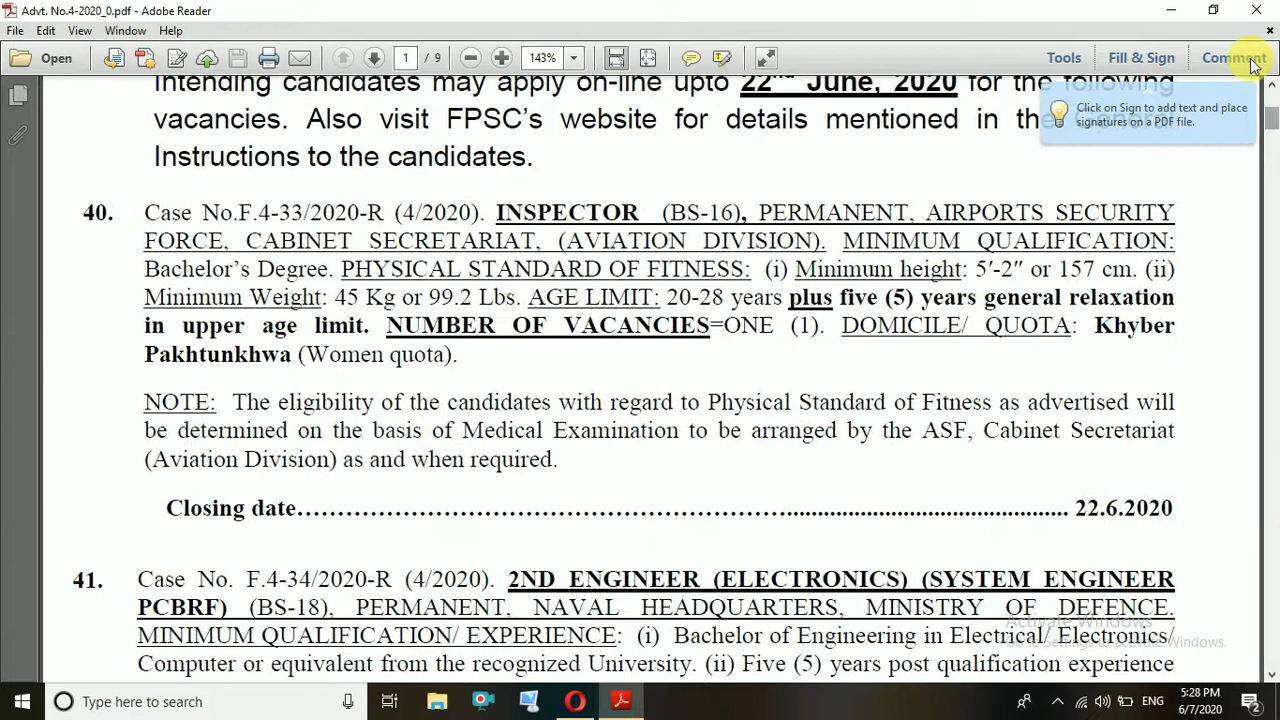 Advt. No.4-2020_0.pdf - Adobe Reader
File Edit View Window Help
Open 1 / 9 143% Tools Fill & Sign Comment
Intending candidates may apply on-line upto 22nd June, 2020 for the following
Click on Sign to add text and place
signatures on a PDF file.
vacancies. Also visit FPSC's website for details mentioned in the General
Instructions to the candidates.
40. Case No.F.4-33/2020-R (4/2020). INSPECTOR (BS-16), PERMANENT, AIRPORTS SECURITY
FORCE, CABINET SECRETARIAT, (AVIATION DIVISION). MINIMUM QUALIFICATION:
Bachelor's Degree. PHYSICAL STANDARD OF FITNESS: (i) Minimum height: 5′-2″ or 157 cm. (ii)
Minimum Weight: 45 Kg or 99.2 Lbs. AGE LIMIT: 20-28 years plus five (5) years general relaxation
in upper age limit. NUMBER OF VACANCIES=ONE (1). DOMICILE/ QUOTA: Khyber
Pakhtunkhwa (Women quota).
NOTE: The eligibility of the candidates with regard to Physical Standard of Fitness as advertised will
be determined on the basis of Medical Examination to be arranged by the ASF, Cabinet Secretariat
(Aviation Division) as and when required.
Closing date……………………………………………………...................................... 22.6.2020
41. Case No. F.4-34/2020-R (4/2020). 2ND ENGINEER (ELECTRONICS) (SYSTEM ENGINEER
PCBRF) (BS-18), PERMANENT, NAVAL HEADQUARTERS, MINISTRY OF DEFENCE.
MINIMUM QUALIFICATION/ EXPERIENCE: (i) Bachelor of Engineering in Electrical/ Electronics/
Computer or equivalent from the recognized University. (ii) Five (5) years post qualification experience
Activate Windows
Go to Settings to activate Windows.
Type here to search
ENG
5:28 PM
6/7/2020
2